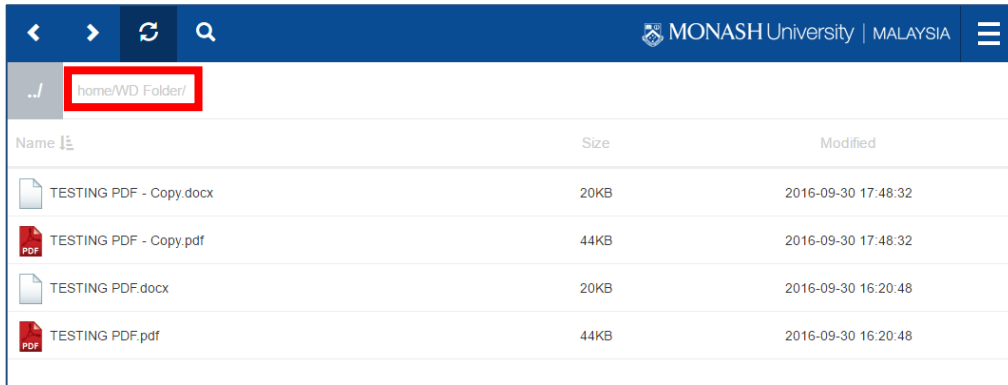 MONASH University | MALAYSIA
../ home/WD Folder/
Name Size Modified
TESTING PDF - Copy.docx 20KB 2016-09-30 17:48:32
PDF TESTING PDF - Copy.pdf 44KB 2016-09-30 17:48:32
TESTING PDF.docx 20KB 2016-09-30 16:20:48
PDF TESTING PDF.pdf 44KB 2016-09-30 16:20:48